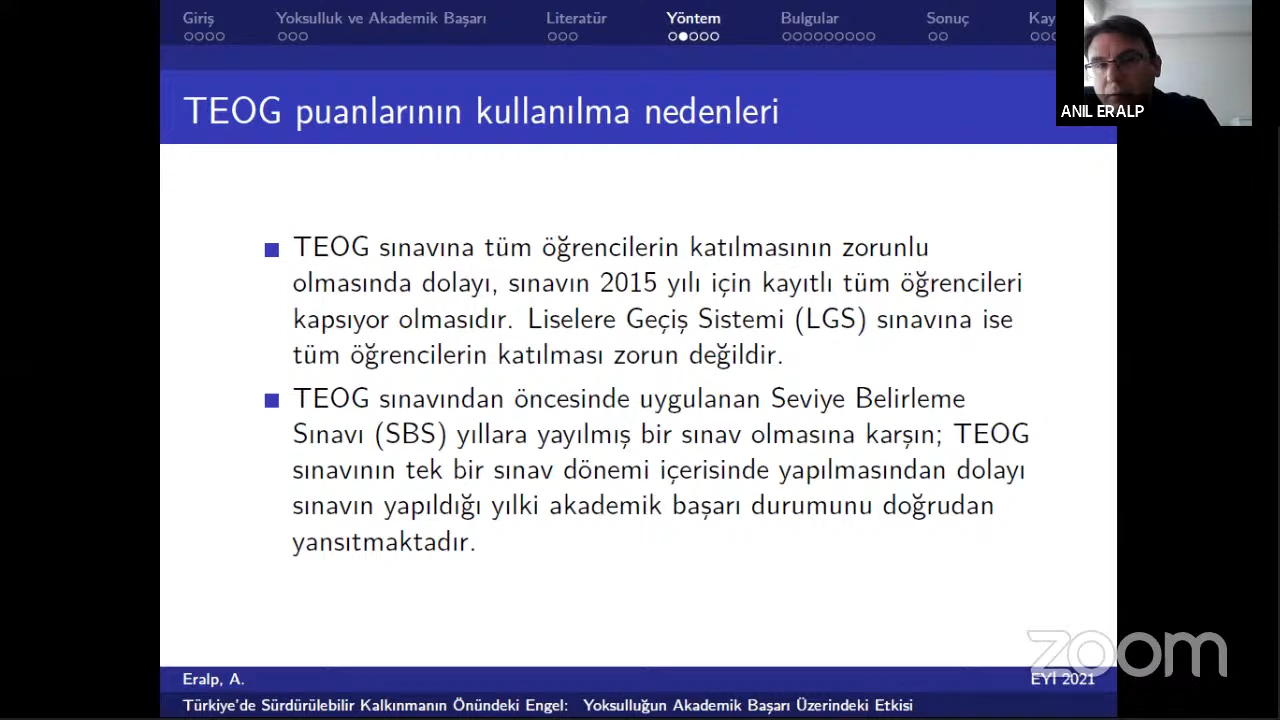 Giriş Yoksulluk ve Akademik Başarı Literatür Yöntem Bulgular Sonuç Kay
ANIL ERALP
TEOG puanlarının kullanılma nedenleri
TEOG sınavına tüm öğrencilerin katılmasının zorunlu
olmasında dolayı, sınavın 2015 yılı için kayıtlı tüm öğrencileri
kapsıyor olmasıdır. Liselere Geçiş Sistemi (LGS) sınavına ise
tüm öğrencilerin katılması zorun değildir.
TEOG sınavından öncesinde uygulanan Seviye Belirleme
Sınavı (SBS) yıllara yayılmış bir sınav olmasına karşın; TEOG
sınavının tek bir sınav dönemi içerisinde yapılmasından dolayı
sınavın yapıldığı yılki akademik başarı durumunu doğrudan
yansıtmaktadır.
zoom
Eralp, A. EYİ 2021
Türkiye'de Sürdürülebilir Kalkınmanın Önündeki Engel: Yoksulluğun Akademik Başarı Üzerindeki Etkisi